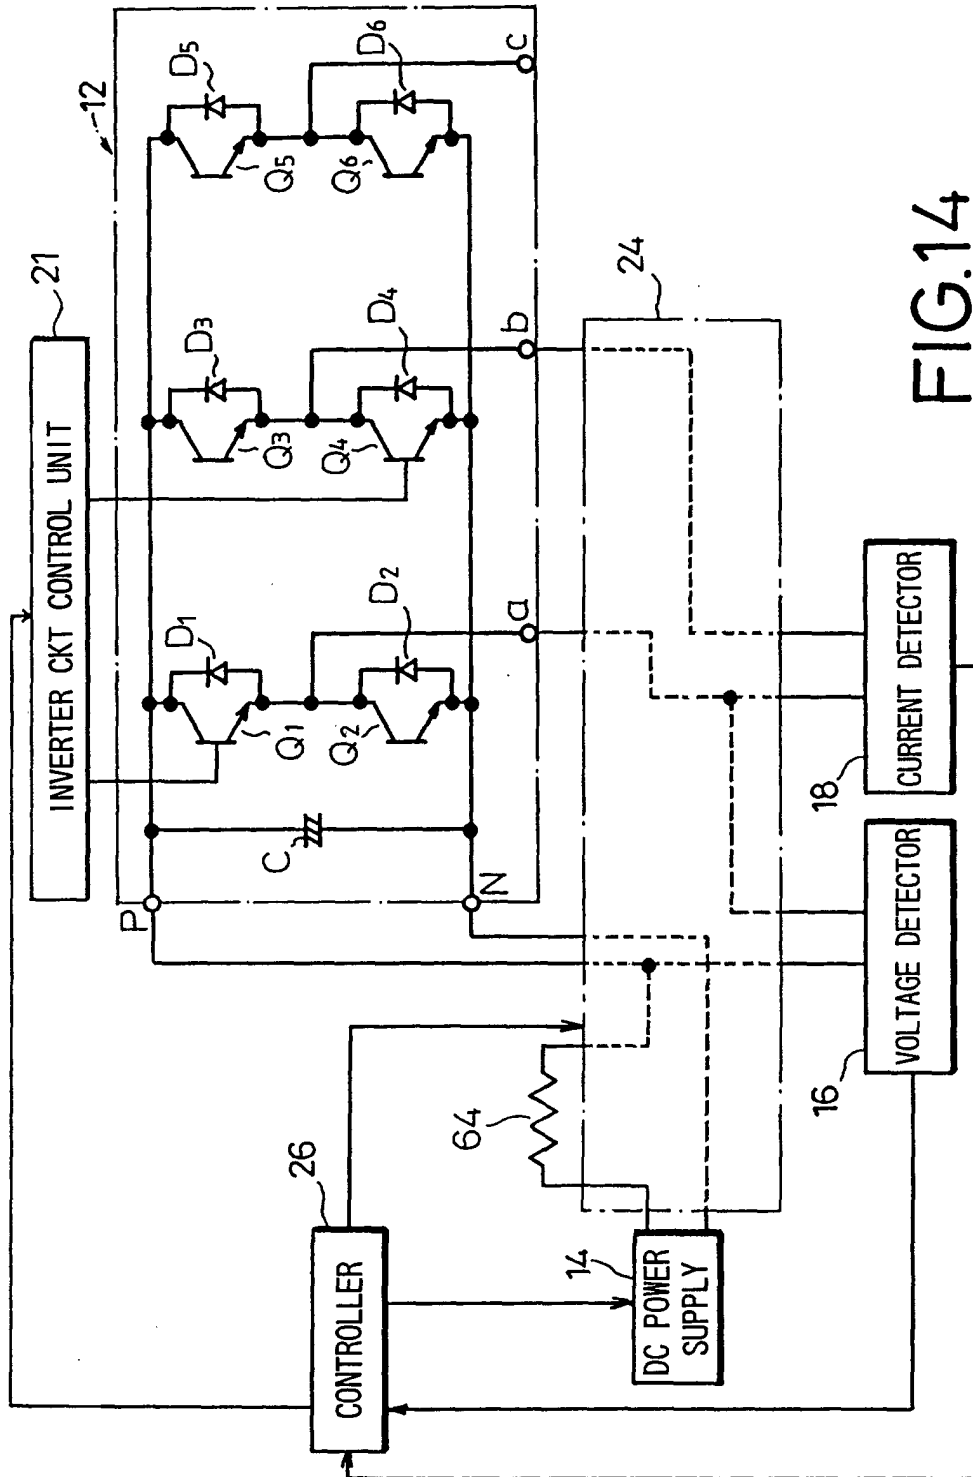 12
D5
Q5
D6
Q6
c
21
INVERTER CKT CONTROL UNIT
D3
Q3
D4
Q4
b
D1
Q1
D2
Q2
a
C
P
N
24
64
26
CONTROLLER
14
DC POWER
SUPPLY
18
CURRENT DETECTOR
16
VOLTAGE DETECTOR
FIG.14